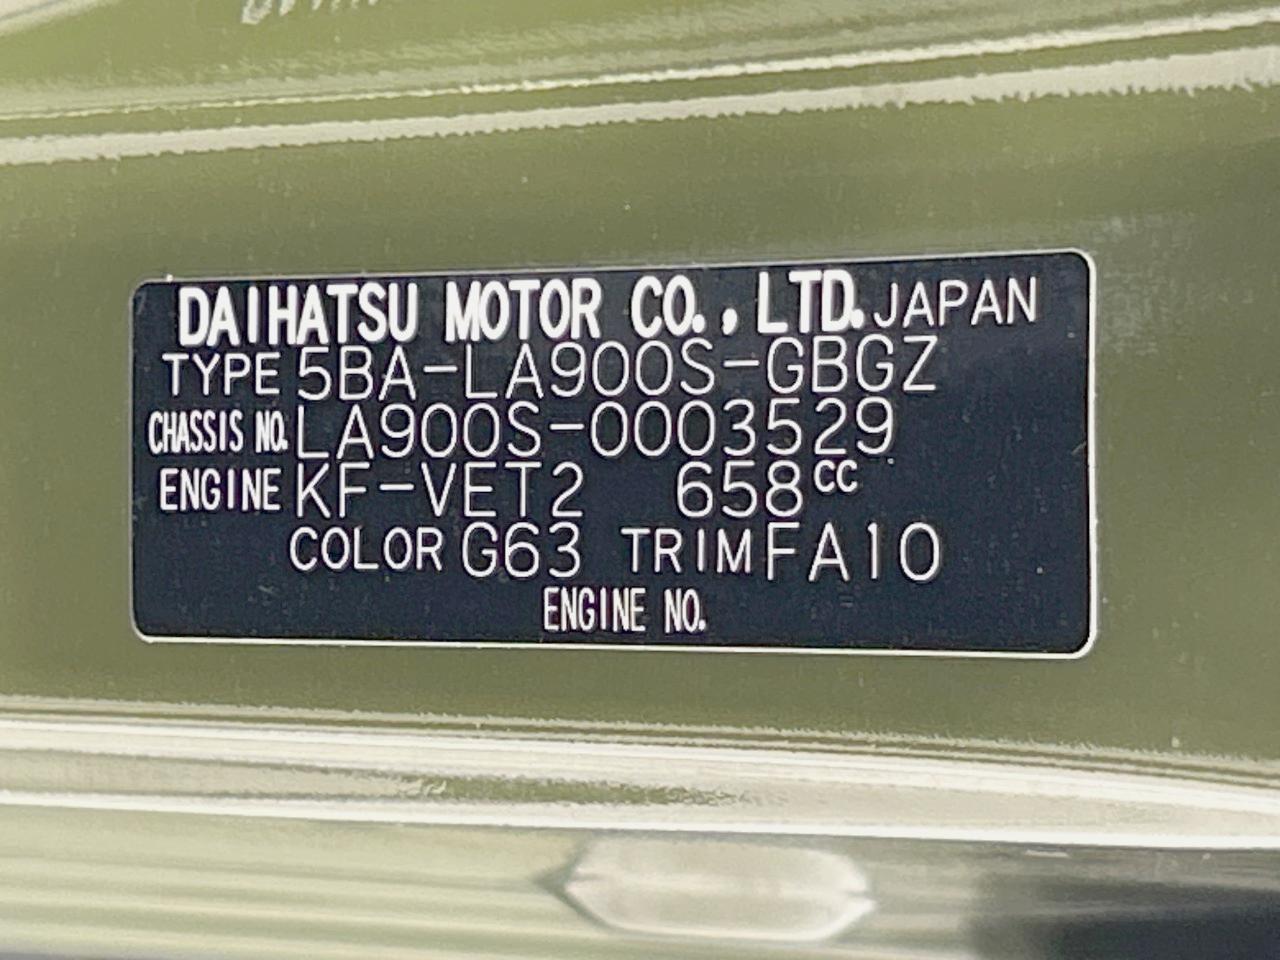 DAIHATSU MOTOR CO., LTD. JAPAN
TYPE 5BA-LA900S-GBGZ
CHASSIS NO. LA900S-0003529
ENGINE KF-VET2 658CC
COLOR G63 TRIM FA10
ENGINE NO.